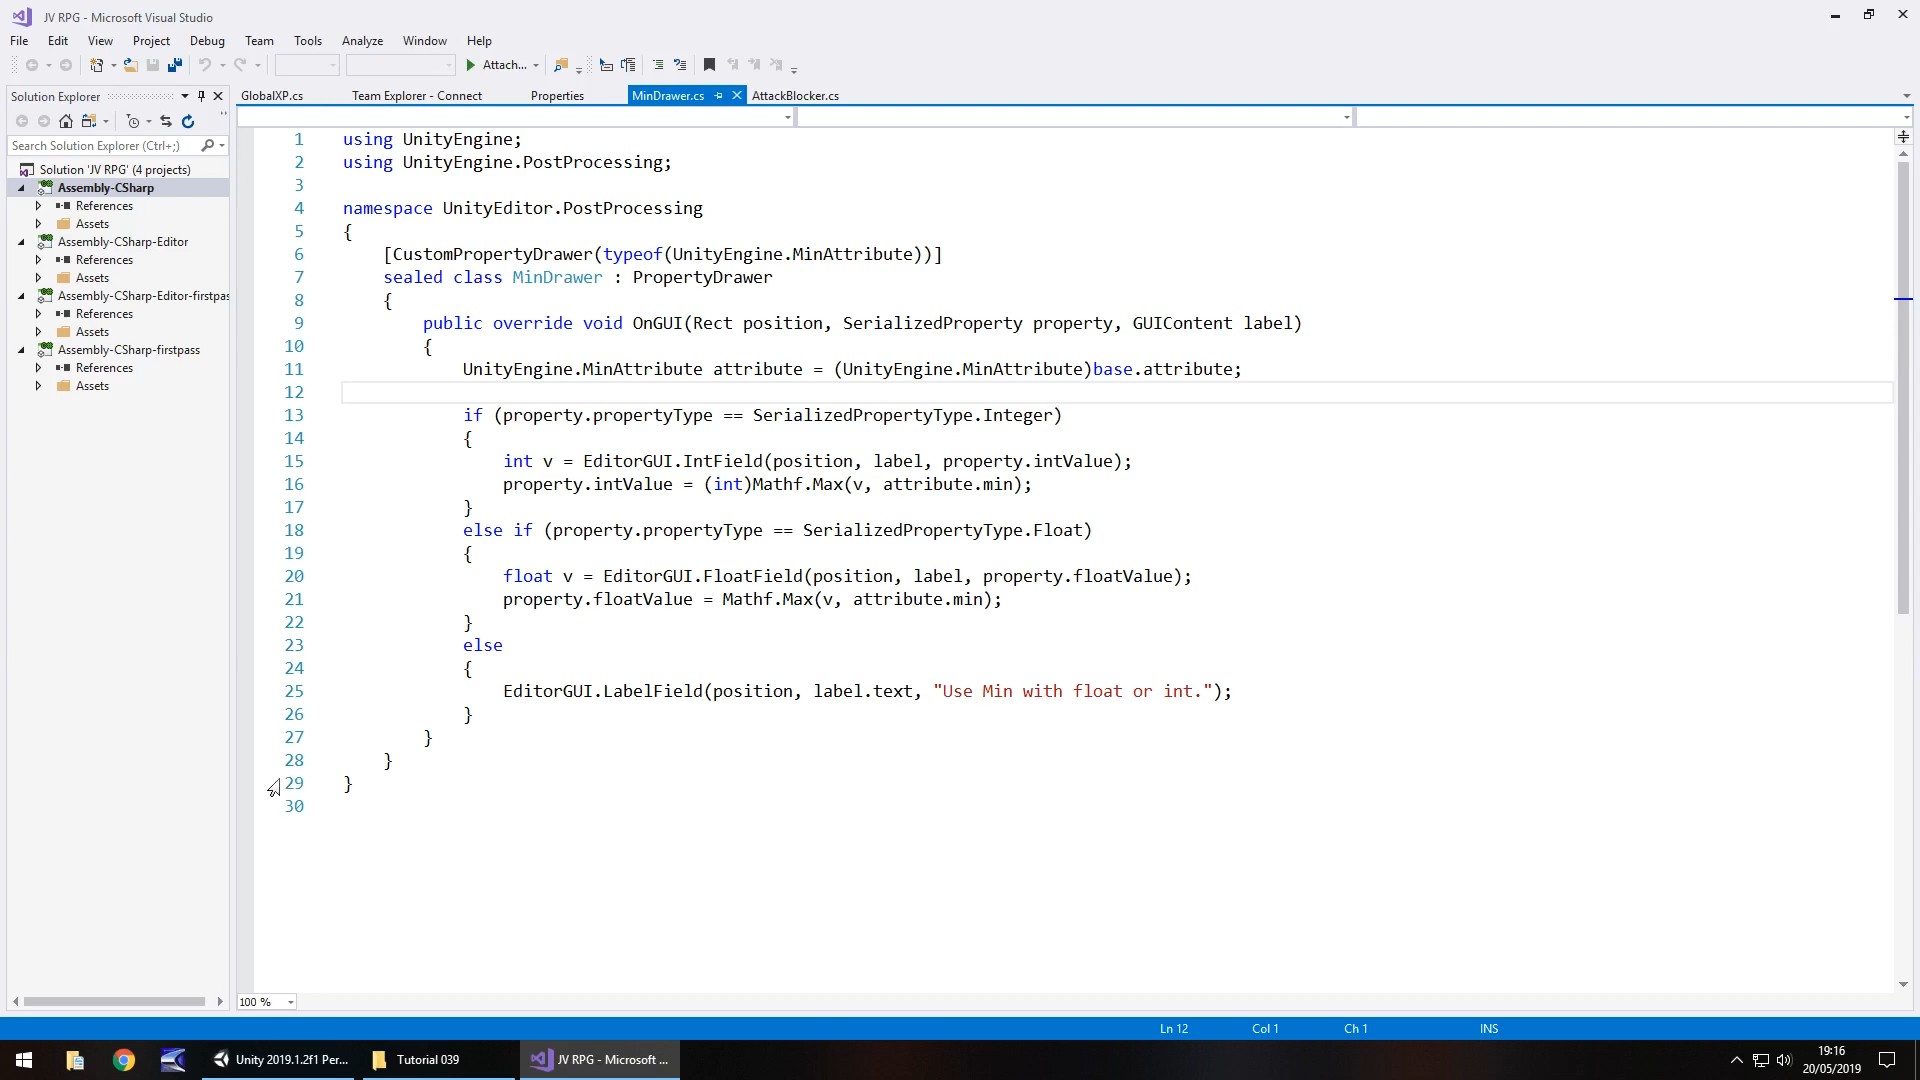 JV RPG - Microsoft Visual Studio
File Edit View Project Debug Team Tools Analyze Window Help
Attach...
Solution Explorer
GlobalXP.cs Team Explorer - Connect Properties MinDrawer.cs AttackBlocker.cs
Search Solution Explorer (Ctrl+;)
Solution 'JV RPG' (4 projects)
Assembly-CSharp
References
Assets
Assembly-CSharp-Editor
References
Assets
Assembly-CSharp-Editor-firstpas
References
Assets
Assembly-CSharp-firstpass
References
Assets
1 using UnityEngine;
2 using UnityEngine.PostProcessing;
3
4 namespace UnityEditor.PostProcessing
5 {
6 [CustomPropertyDrawer(typeof(UnityEngine.MinAttribute))]
7 sealed class MinDrawer : PropertyDrawer
8 {
9 public override void OnGUI(Rect position, SerializedProperty property, GUIContent label)
10 {
11 UnityEngine.MinAttribute attribute = (UnityEngine.MinAttribute)base.attribute;
12
13 if (property.propertyType == SerializedPropertyType.Integer)
14 {
15 int v = EditorGUI.IntField(position, label, property.intValue);
16 property.intValue = (int)Mathf.Max(v, attribute.min);
17 }
18 else if (property.propertyType == SerializedPropertyType.Float)
19 {
20 float v = EditorGUI.FloatField(position, label, property.floatValue);
21 property.floatValue = Mathf.Max(v, attribute.min);
22 }
23 else
24 {
25 EditorGUI.LabelField(position, label.text, "Use Min with float or int.");
26 }
27 }
28 }
29 }
30
100 %
Ln 12 Col 1 Ch 1 INS
Unity 2019.1.2f1 Per... Tutorial 039 JV RPG - Microsoft ...
19:16
20/05/2019